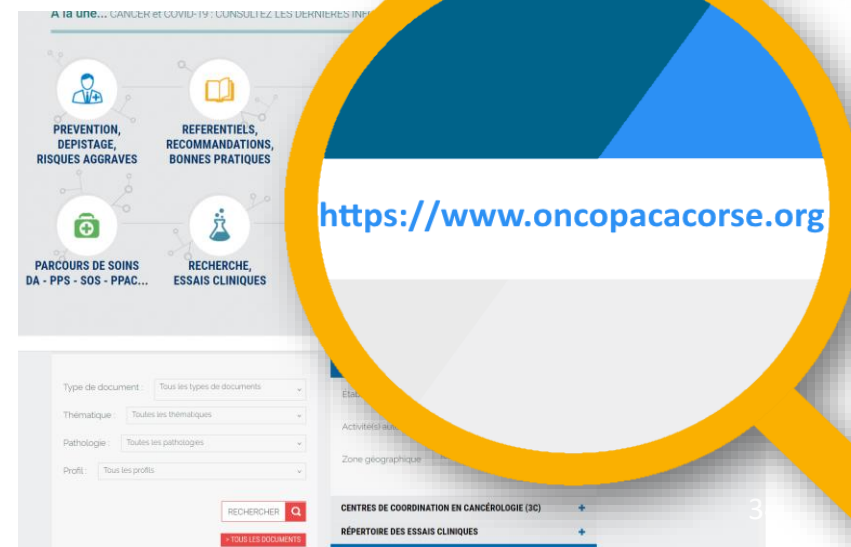 A la une... CANCER et COVID-19 : CONSULTEZ LES DERNIERES
PREVENTION,
DEPISTAGE,
RISQUES AGGRAVES
REFERENTIELS,
RECOMMANDATIONS,
BONNES PRATIQUES
https://www.oncopacacorse.org
PARCOURS DE SOINS
DA - PPS - SOS - PPAC...
RECHERCHE,
ESSAIS CLINIQUES
Type de document : Tous les types de documents
Thématique : Toutes les thématiques
Pathologie : Toutes les pathologies
Profil : Tous les profils
RECHERCHER
> TOUS LES DOCUMENTS
Zone géographique
CENTRES DE COORDINATION EN CANCÉROLOGIE (3C) +
RÉPERTOIRE DES ESSAIS CLINIQUES +
3